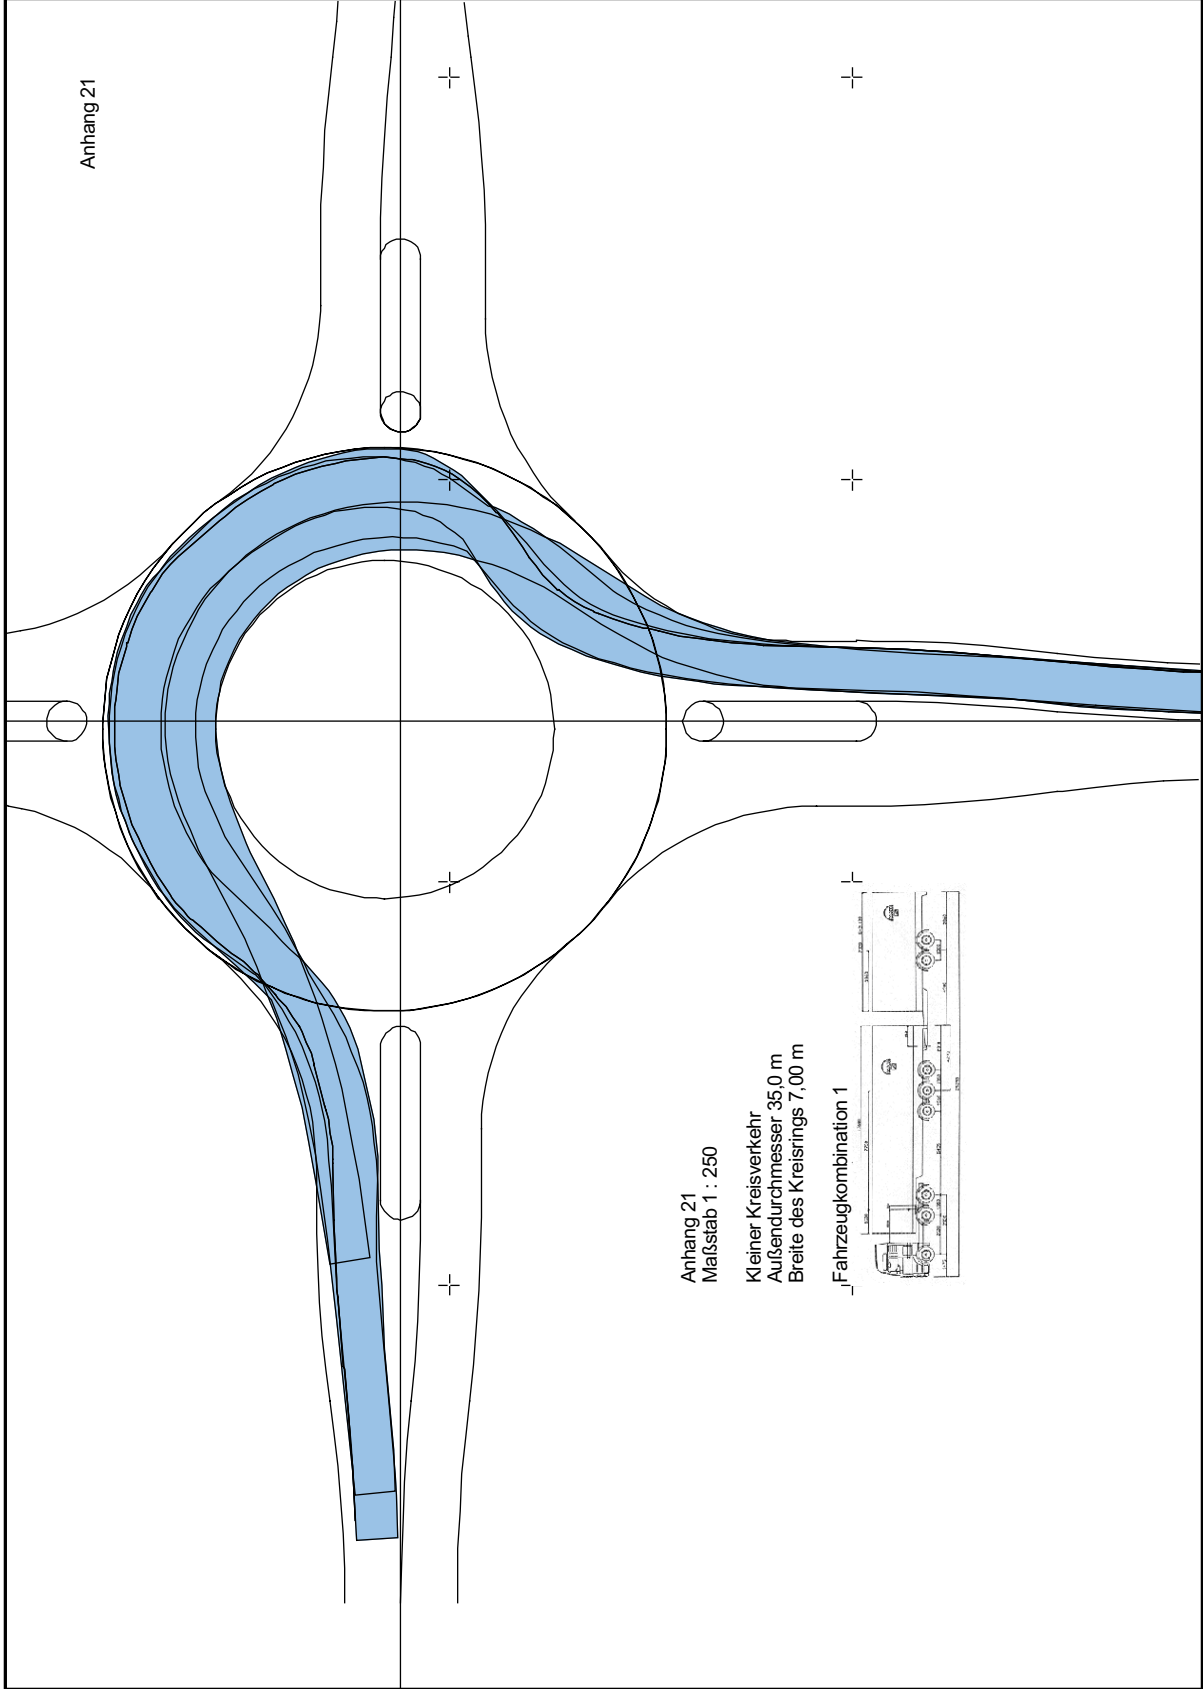 Anhang 21
Anhang 21
Maßstab 1 : 250
Kleiner Kreisverkehr
Außendurchmesser 35,0 m
Breite des Kreisrings 7,00 m
Fahrzeugkombination 1